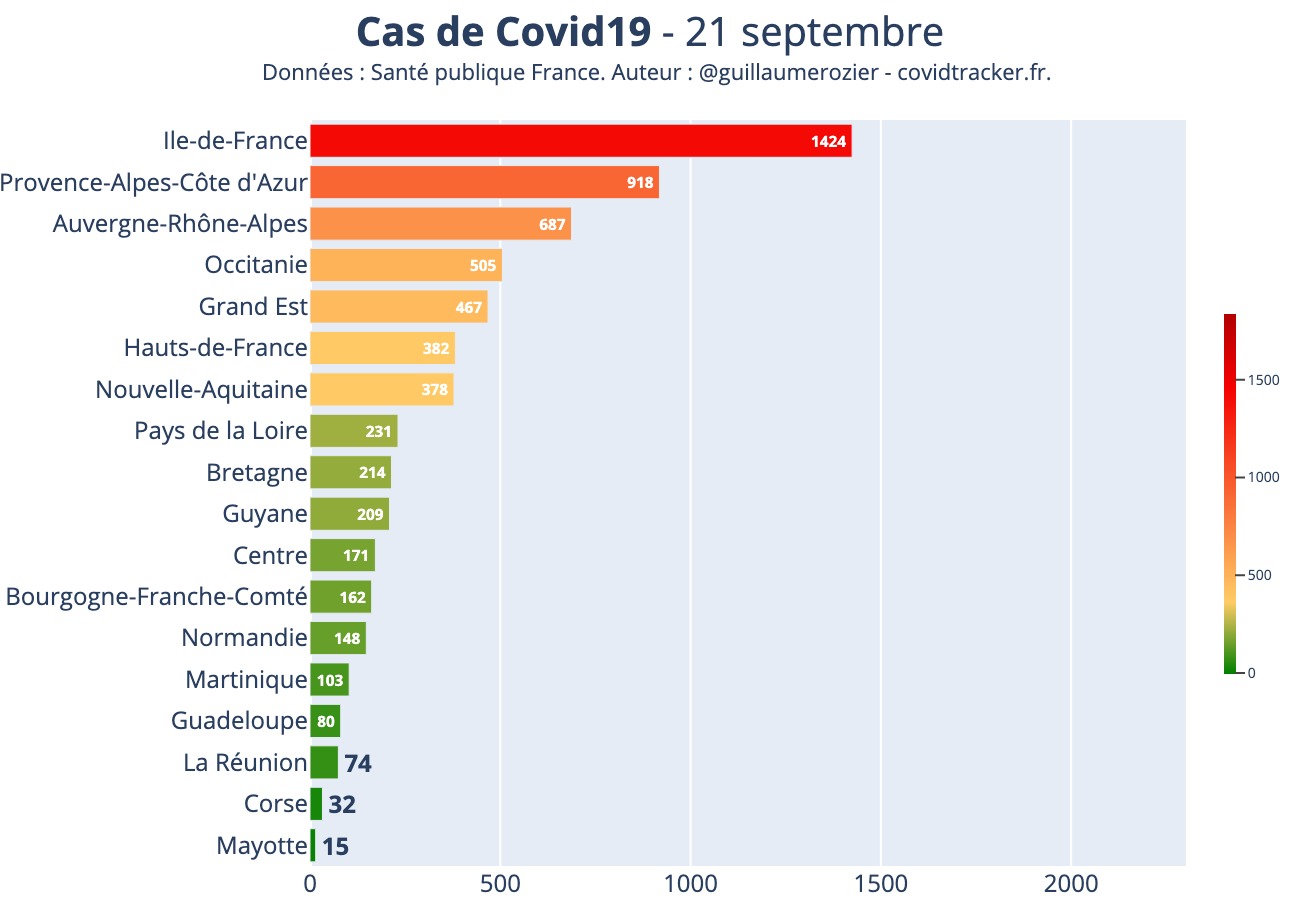 Cas de Covid19 - 21 septembre
Données : Santé publique France. Auteur : @guillaumerozier - covidtracker.fr.
Ile-de-France 1424
Provence-Alpes-Côte d'Azur 918
Auvergne-Rhône-Alpes 687
Occitanie 505
Grand Est 467
Hauts-de-France 382
Nouvelle-Aquitaine 378
Pays de la Loire 231
Bretagne 214
Guyane 209
Centre 171
Bourgogne-Franche-Comté 162
Normandie 148
Martinique 103
Guadeloupe 80
La Réunion 74
Corse 32
Mayotte 15
0 500 1000 1500 2000
1500
1000
500
0